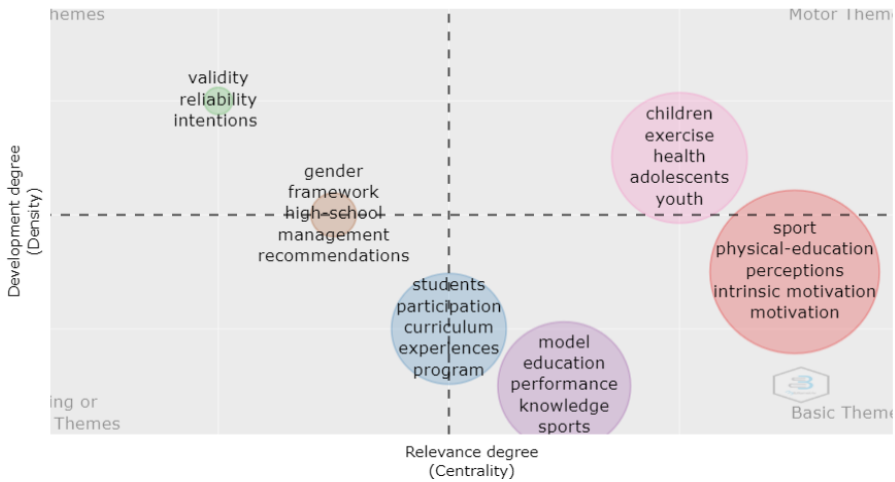 hemes
Motor Theme
validity
reliability
intentions
children
exercise
health
adolescents
youth
gender
framework
high-school
management
recommendations
sport
physical-education
perceptions
intrinsic motivation
motivation
students
participation
curriculum
experiences
program
model
education
performance
knowledge
sports
ing or
Themes
Basic Theme
Development degree
(Density)
Relevance degree
(Centrality)